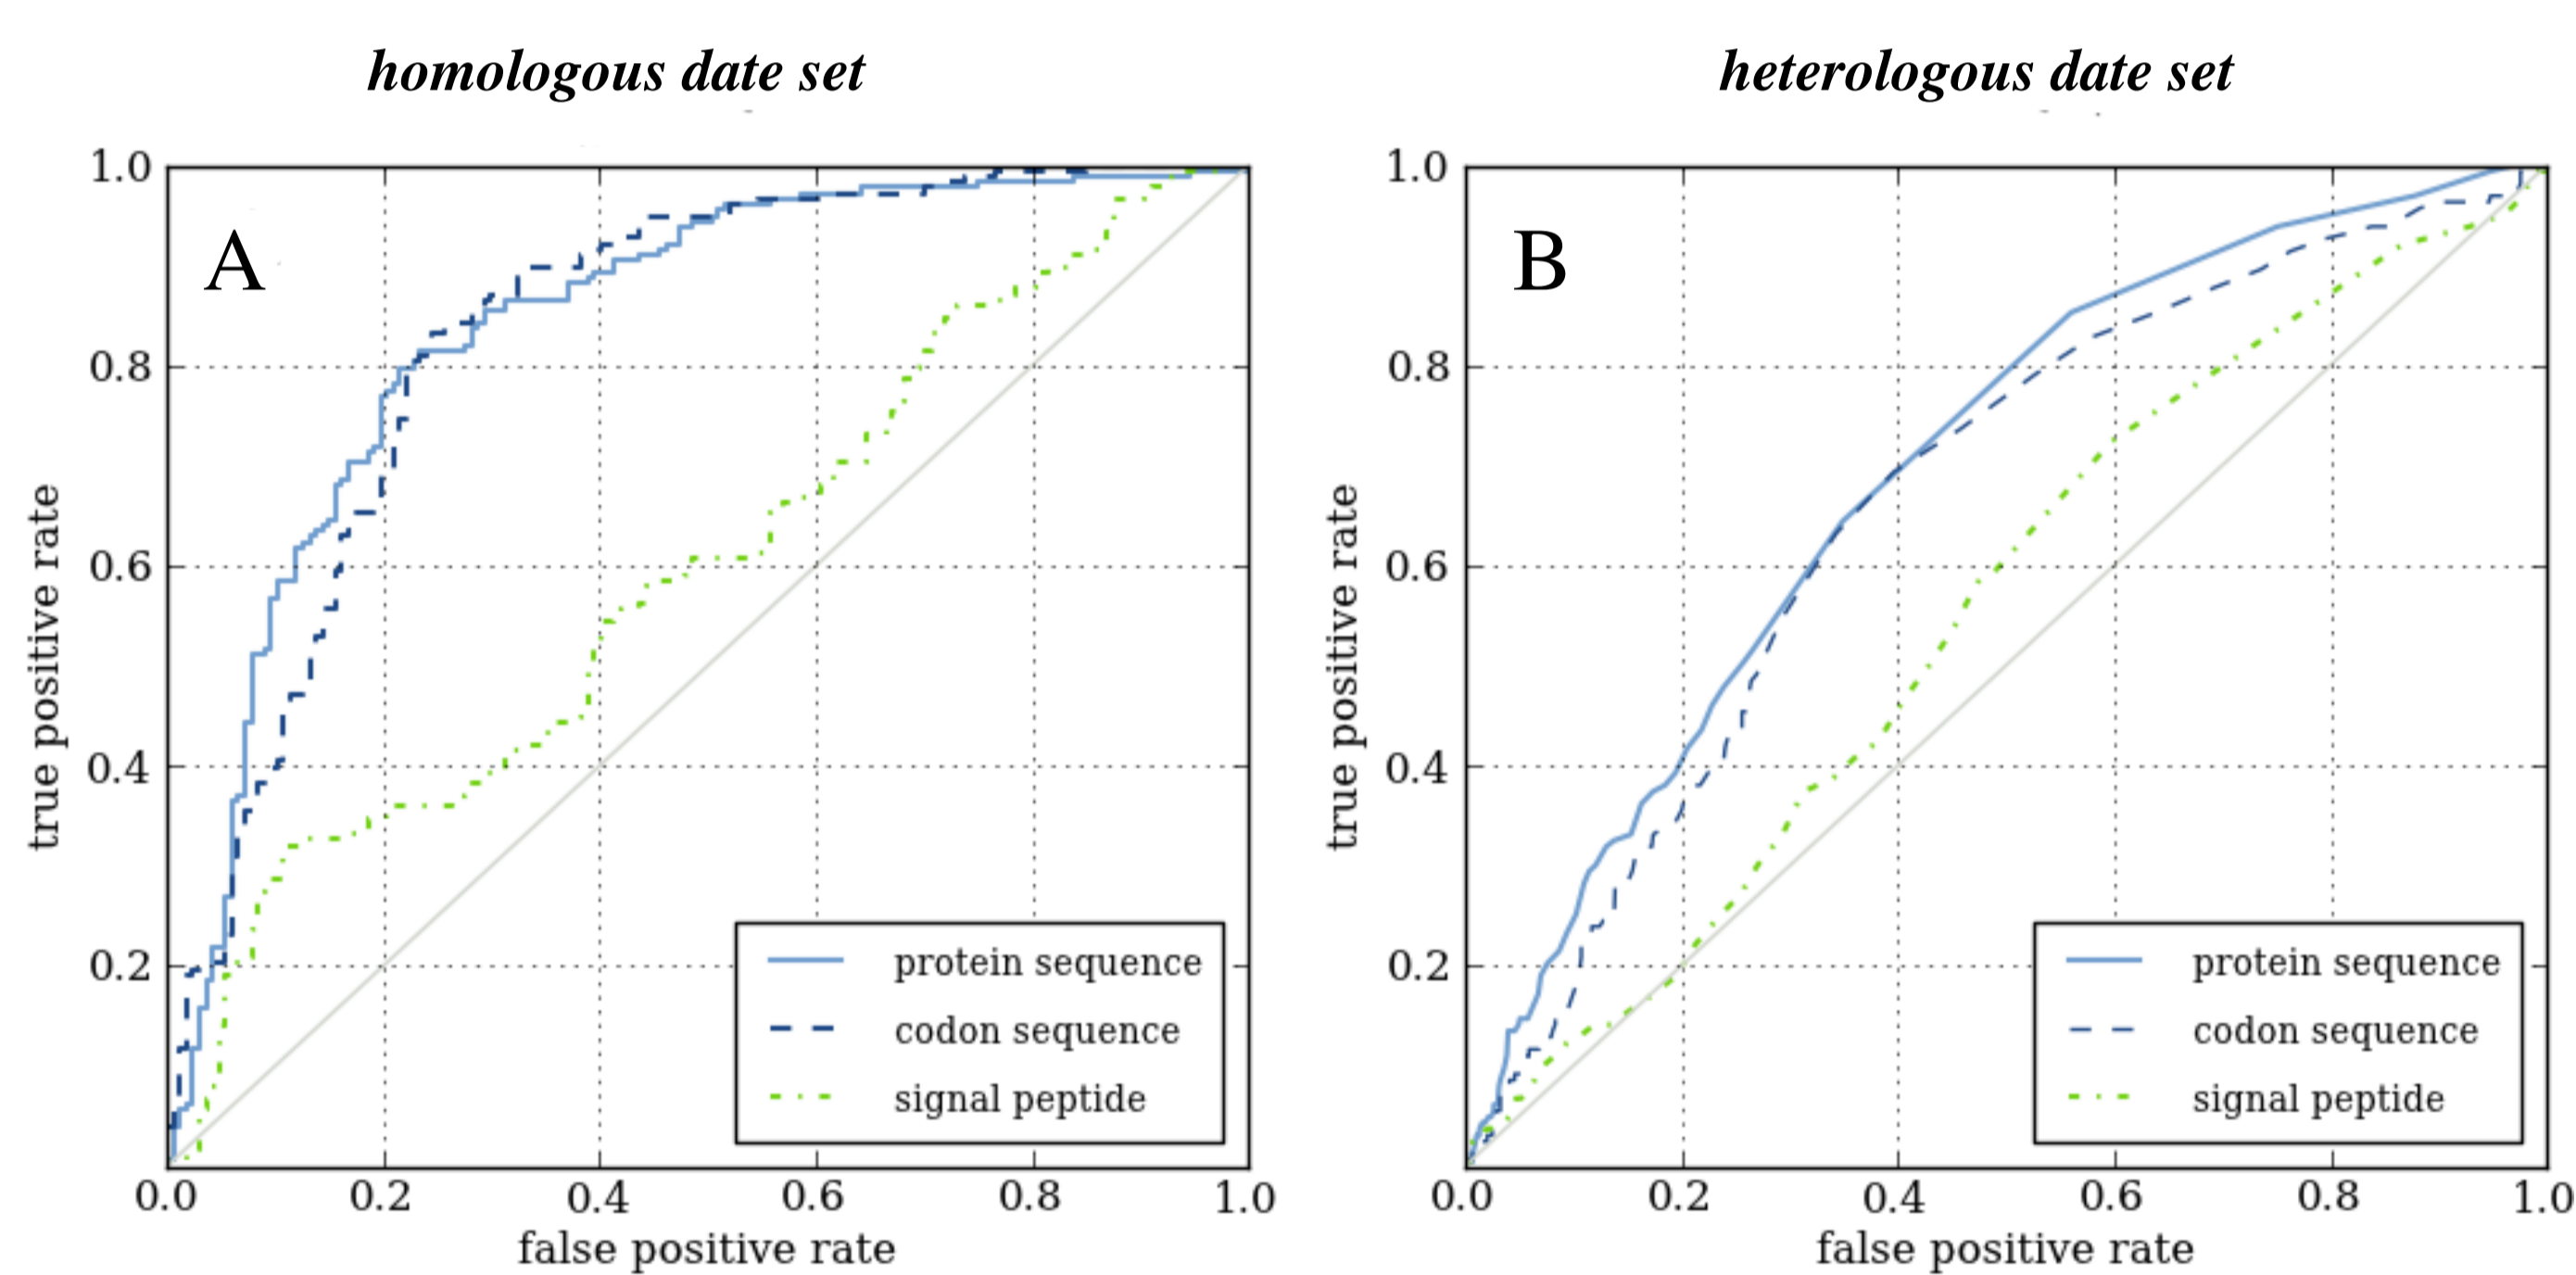 homologous date set
heterologous date set
A
1.0
0.8
0.6
0.4
0.2
true positive rate
protein sequence
codon sequence
signal peptide
0.0 0.2 0.4 0.6 0.8 1.0
false positive rate
B
1.0
0.8
0.6
0.4
0.2
true positive rate
protein sequence
codon sequence
signal peptide
0.0 0.2 0.4 0.6 0.8 1.0
false positive rate